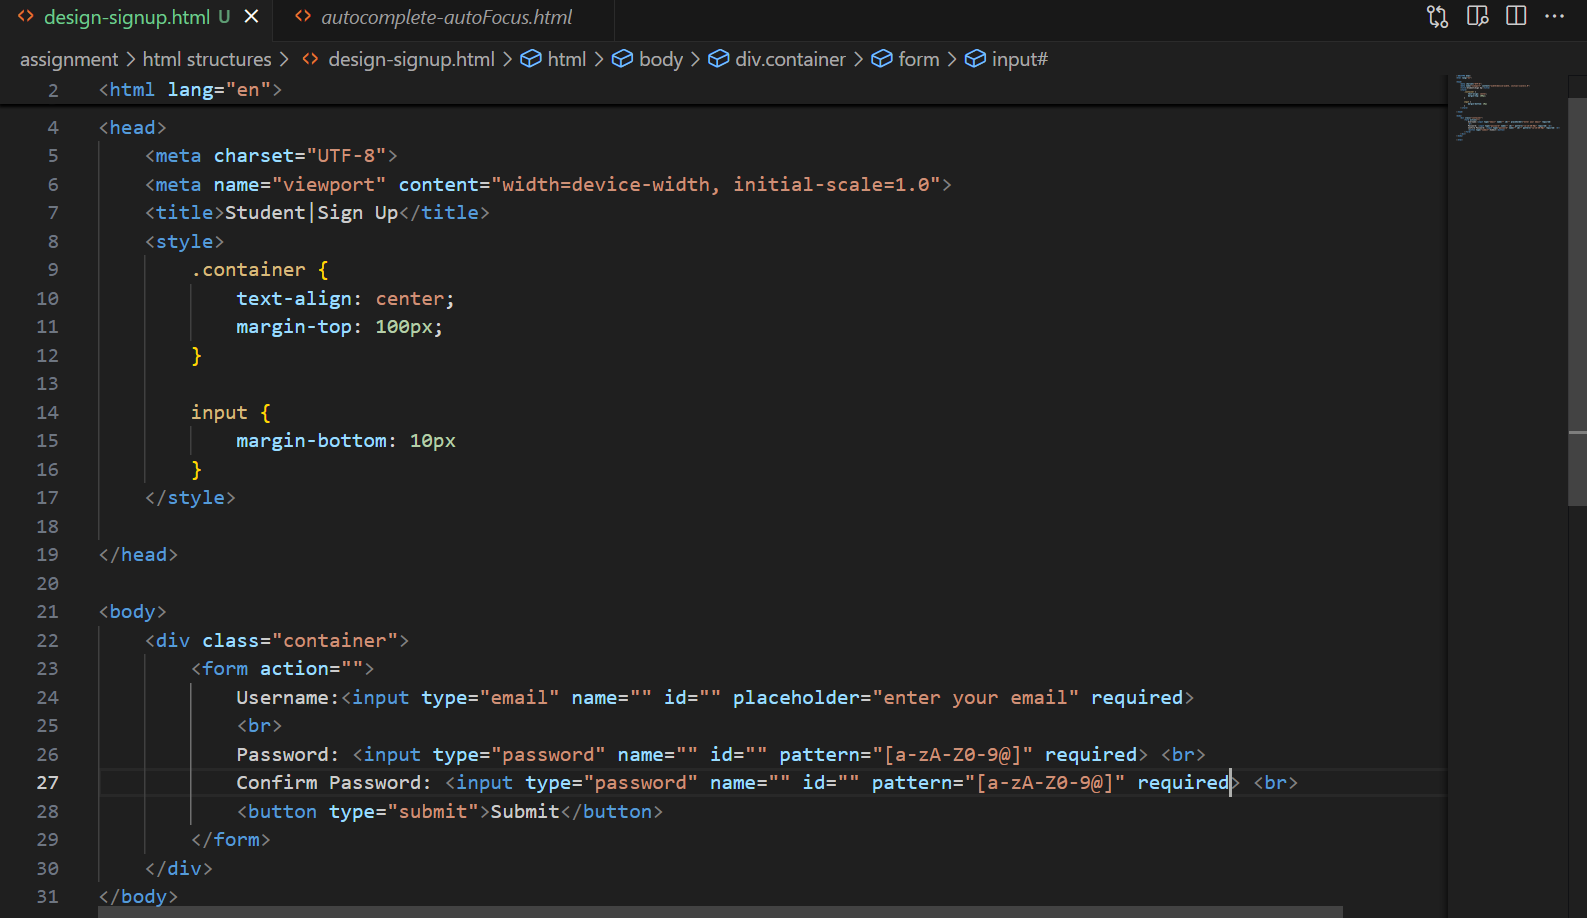 design-signup.html U
autocomplete-autoFocus.html
assignment > html structures > design-signup.html > html > body > div.container > form > input#
2 <html lang="en">
4 <head>
5 <meta charset="UTF-8">
6 <meta name="viewport" content="width=device-width, initial-scale=1.0">
7 <title>Student|Sign Up</title>
8 <style>
9 .container {
10 text-align: center;
11 margin-top: 100px;
12 }
13
14 input {
15 margin-bottom: 10px
16 }
17 </style>
18
19 </head>
20
21 <body>
22 <div class="container">
23 <form action="">
24 Username:<input type="email" name="" id="" placeholder="enter your email" required>
25 <br>
26 Password: <input type="password" name="" id="" pattern="[a-zA-Z0-9@]" required> <br>
27 Confirm Password: <input type="password" name="" id="" pattern="[a-zA-Z0-9@]" required> <br>
28 <button type="submit">Submit</button>
29 </form>
30 </div>
31 </body>